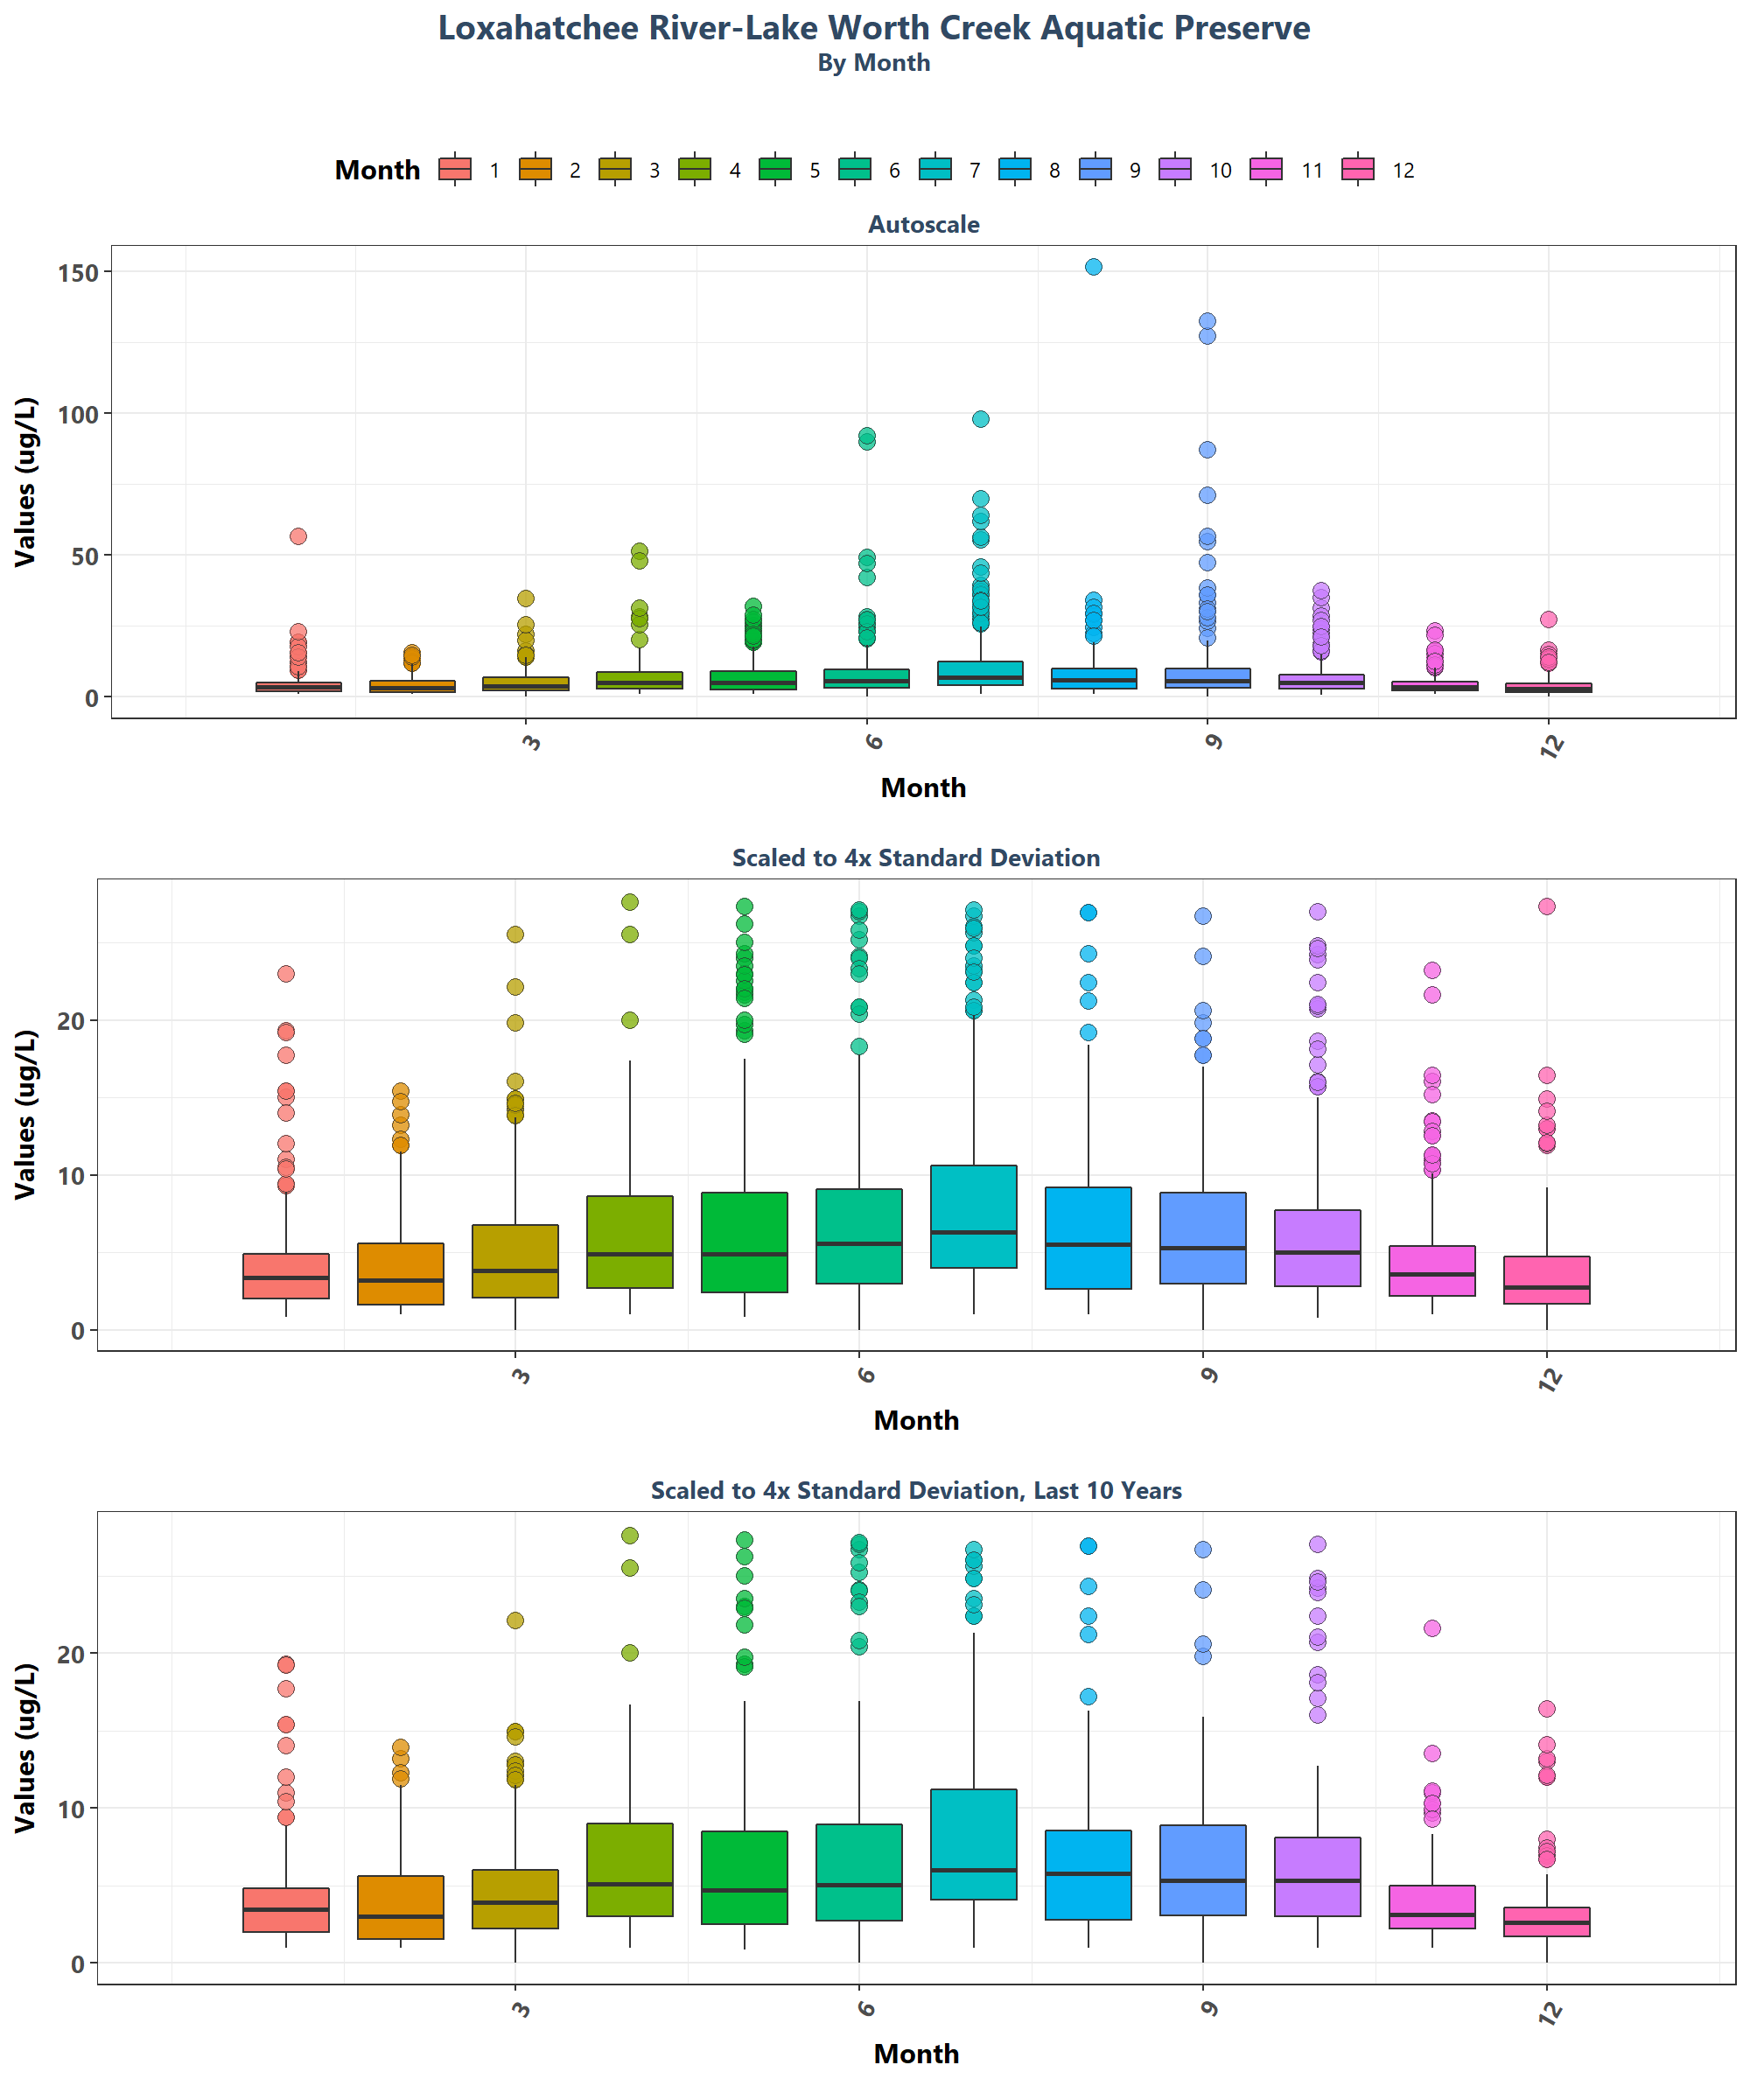 Loxahatchee River-Lake Worth Creek Aquatic Preserve
By Month
Month 1 2 3 4 5 6 7 8 9 10 11 12
Autoscale
Values (ug/L)
150
100
50
0
3 6 9 12
Month
Scaled to 4x Standard Deviation
Values (ug/L)
20
10
0
3 6 9 12
Month
Scaled to 4x Standard Deviation, Last 10 Years
Values (ug/L)
20
10
0
3 6 9 12
Month